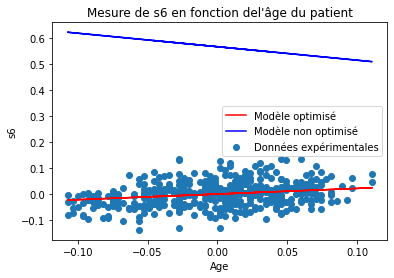 Mesure de s6 en fonction del'âge du patient
0.6
0.5
0.4
0.3
0.2
0.1
0.0
−0.1
s6
Modèle optimisé
Modèle non optimisé
Données expérimentales
−0.10
−0.05
0.00
0.05
0.10
Age